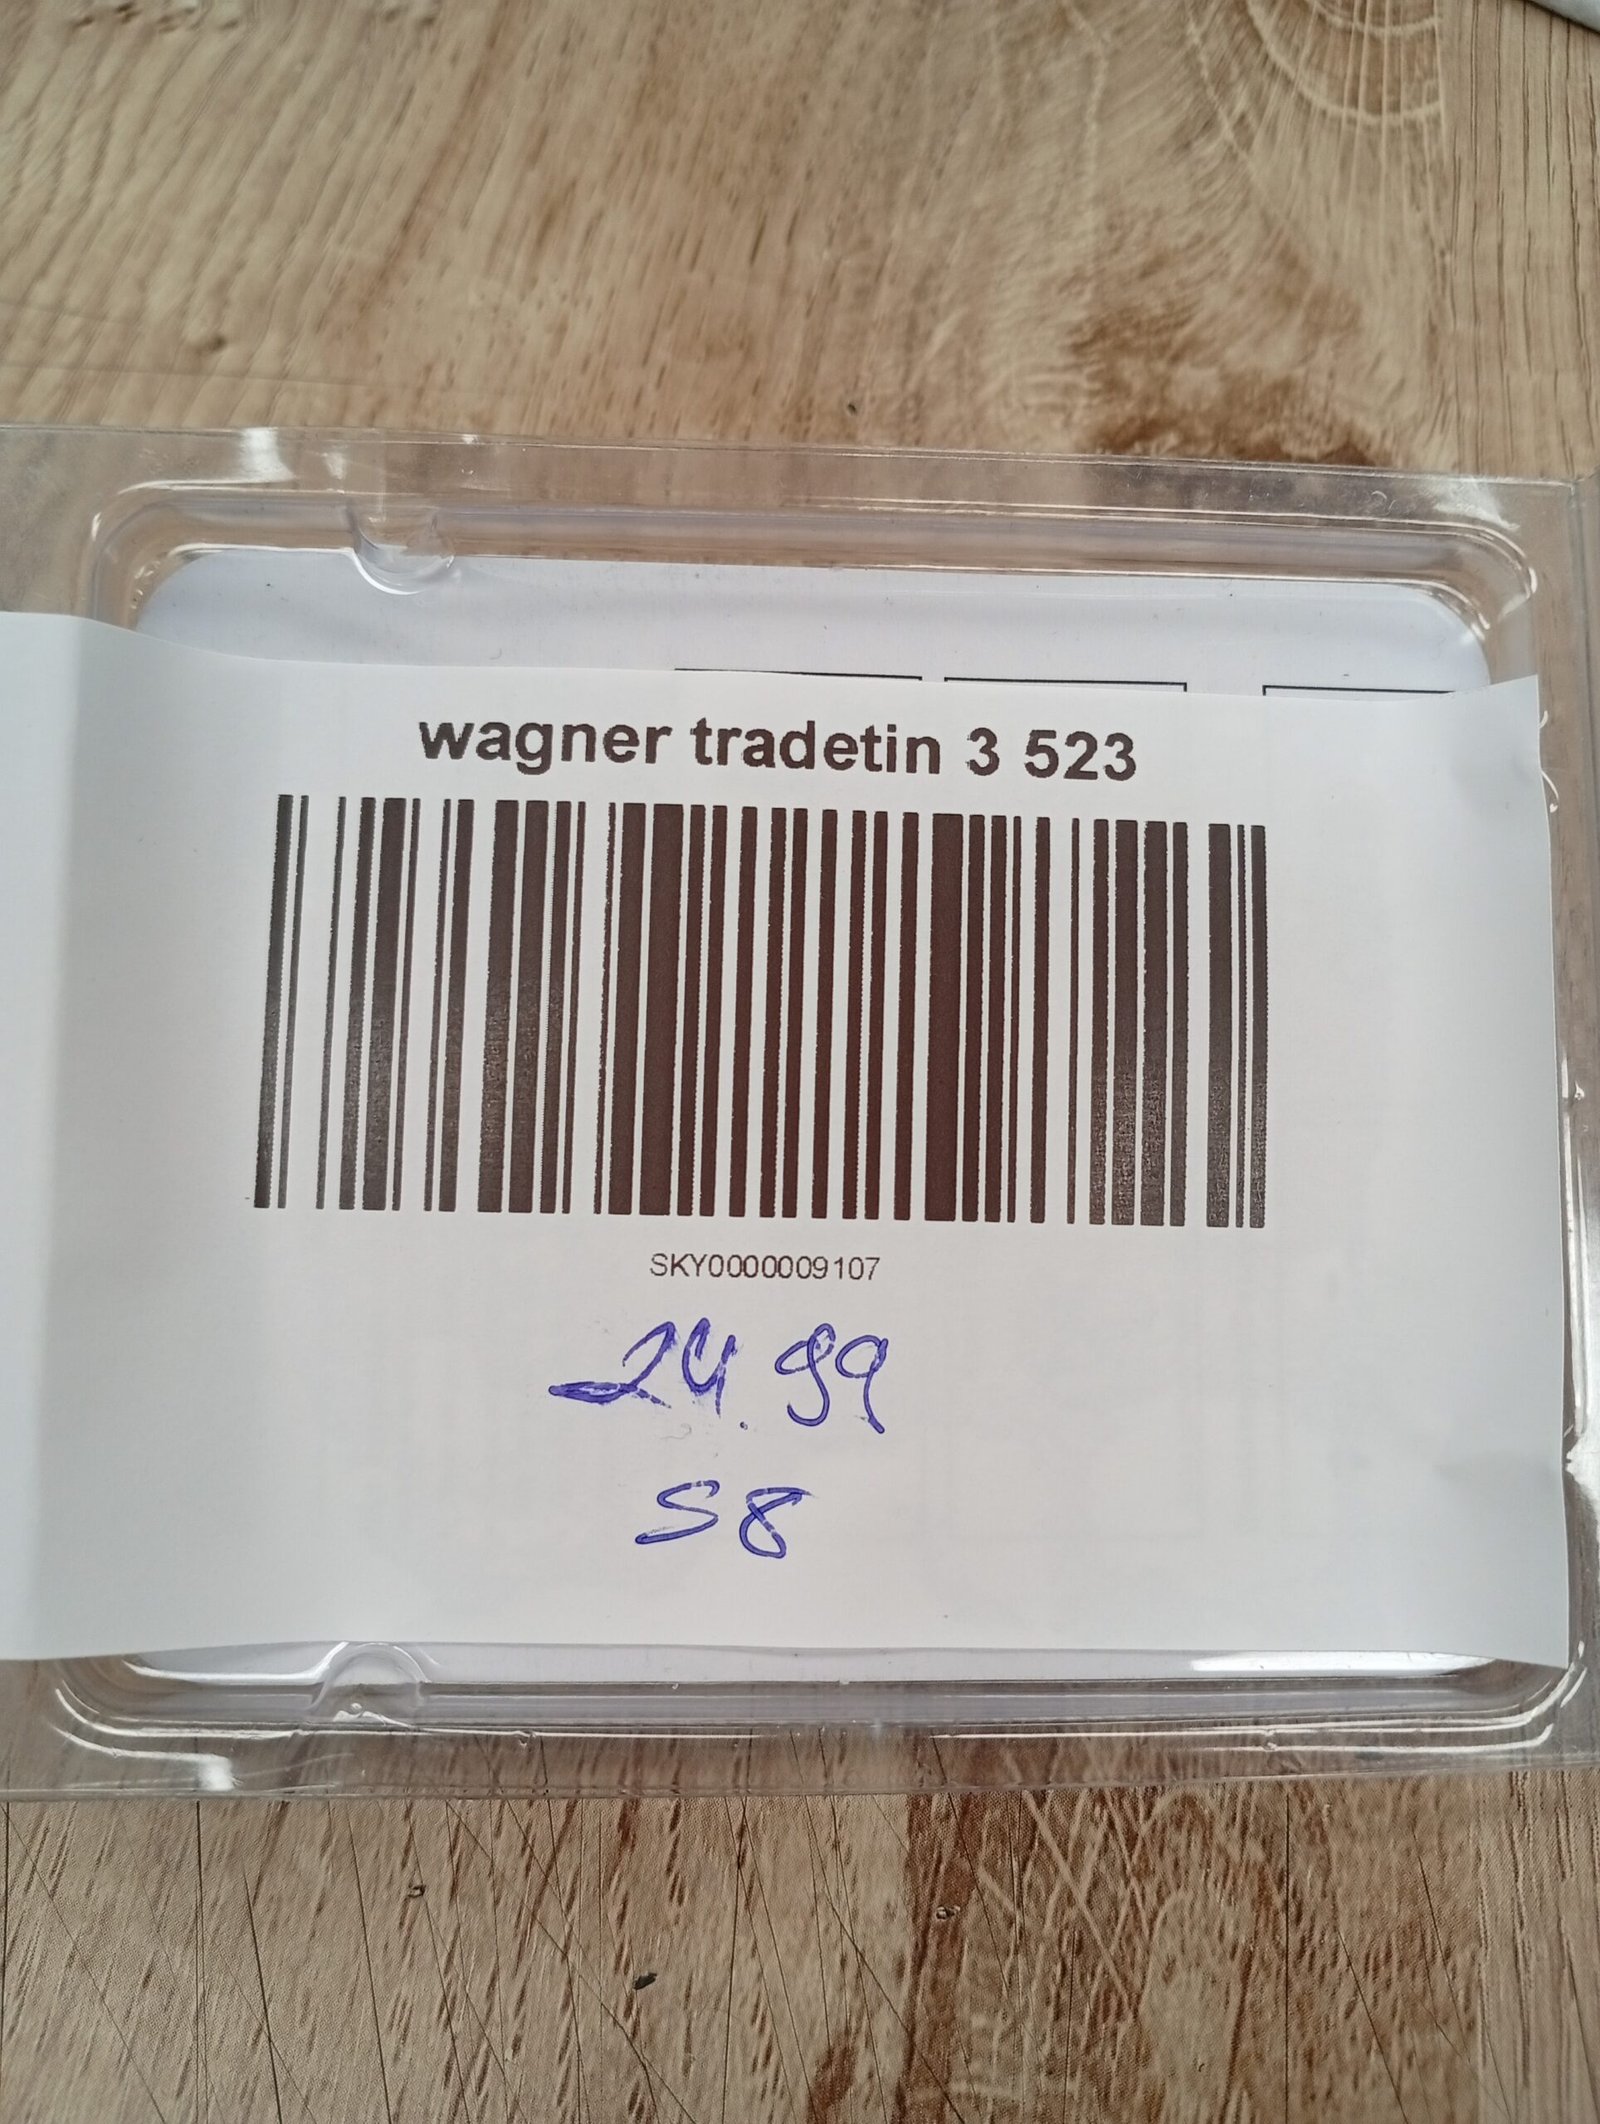 wagner tradetin 3 523
SKY0000009107
24.99
S8